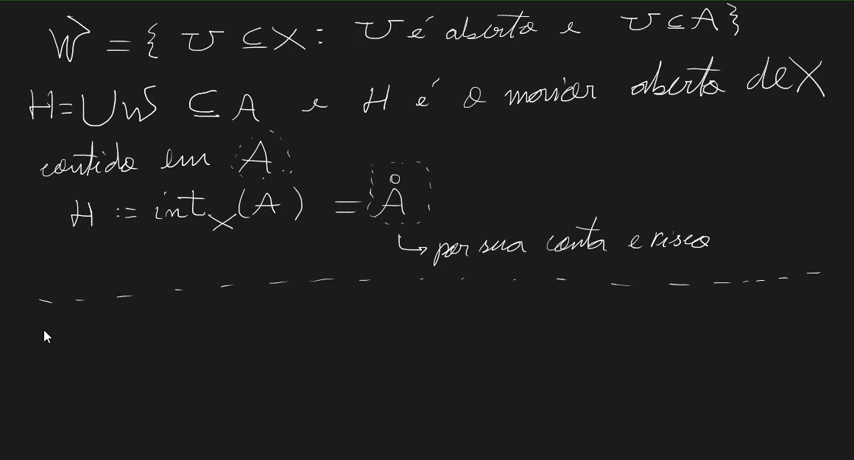 W = { U ⊆ X : U é aberto e U ⊆ A }
H = ∪W ⊆ A e H é o maior aberto de X
contido em A
H := int_X(A) = Å
↳ por sua conta e risco